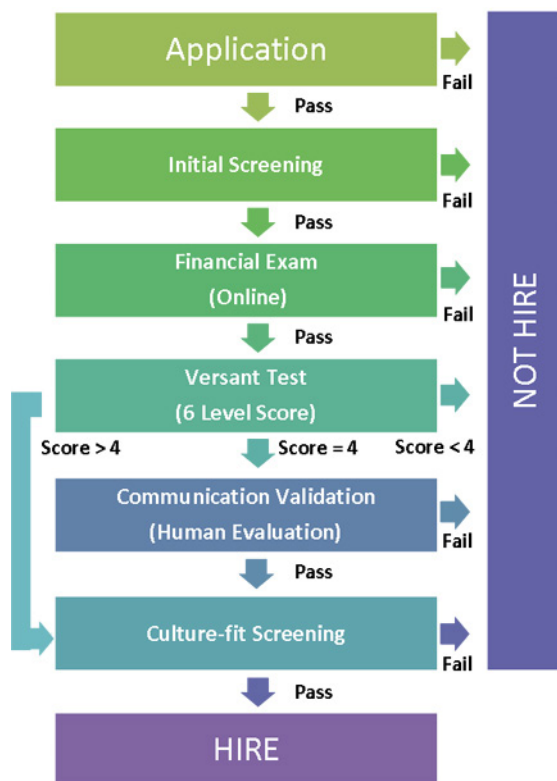 Application
Fail
Pass
Initial Screening
Fail
Pass
Financial Exam
(Online)
Fail
Pass
Versant Test
(6 Level Score)
Score > 4
Score = 4
Score < 4
Communication Validation
(Human Evaluation)
Fail
Pass
Culture-fit Screening
Fail
Pass
HIRE
NOT HIRE